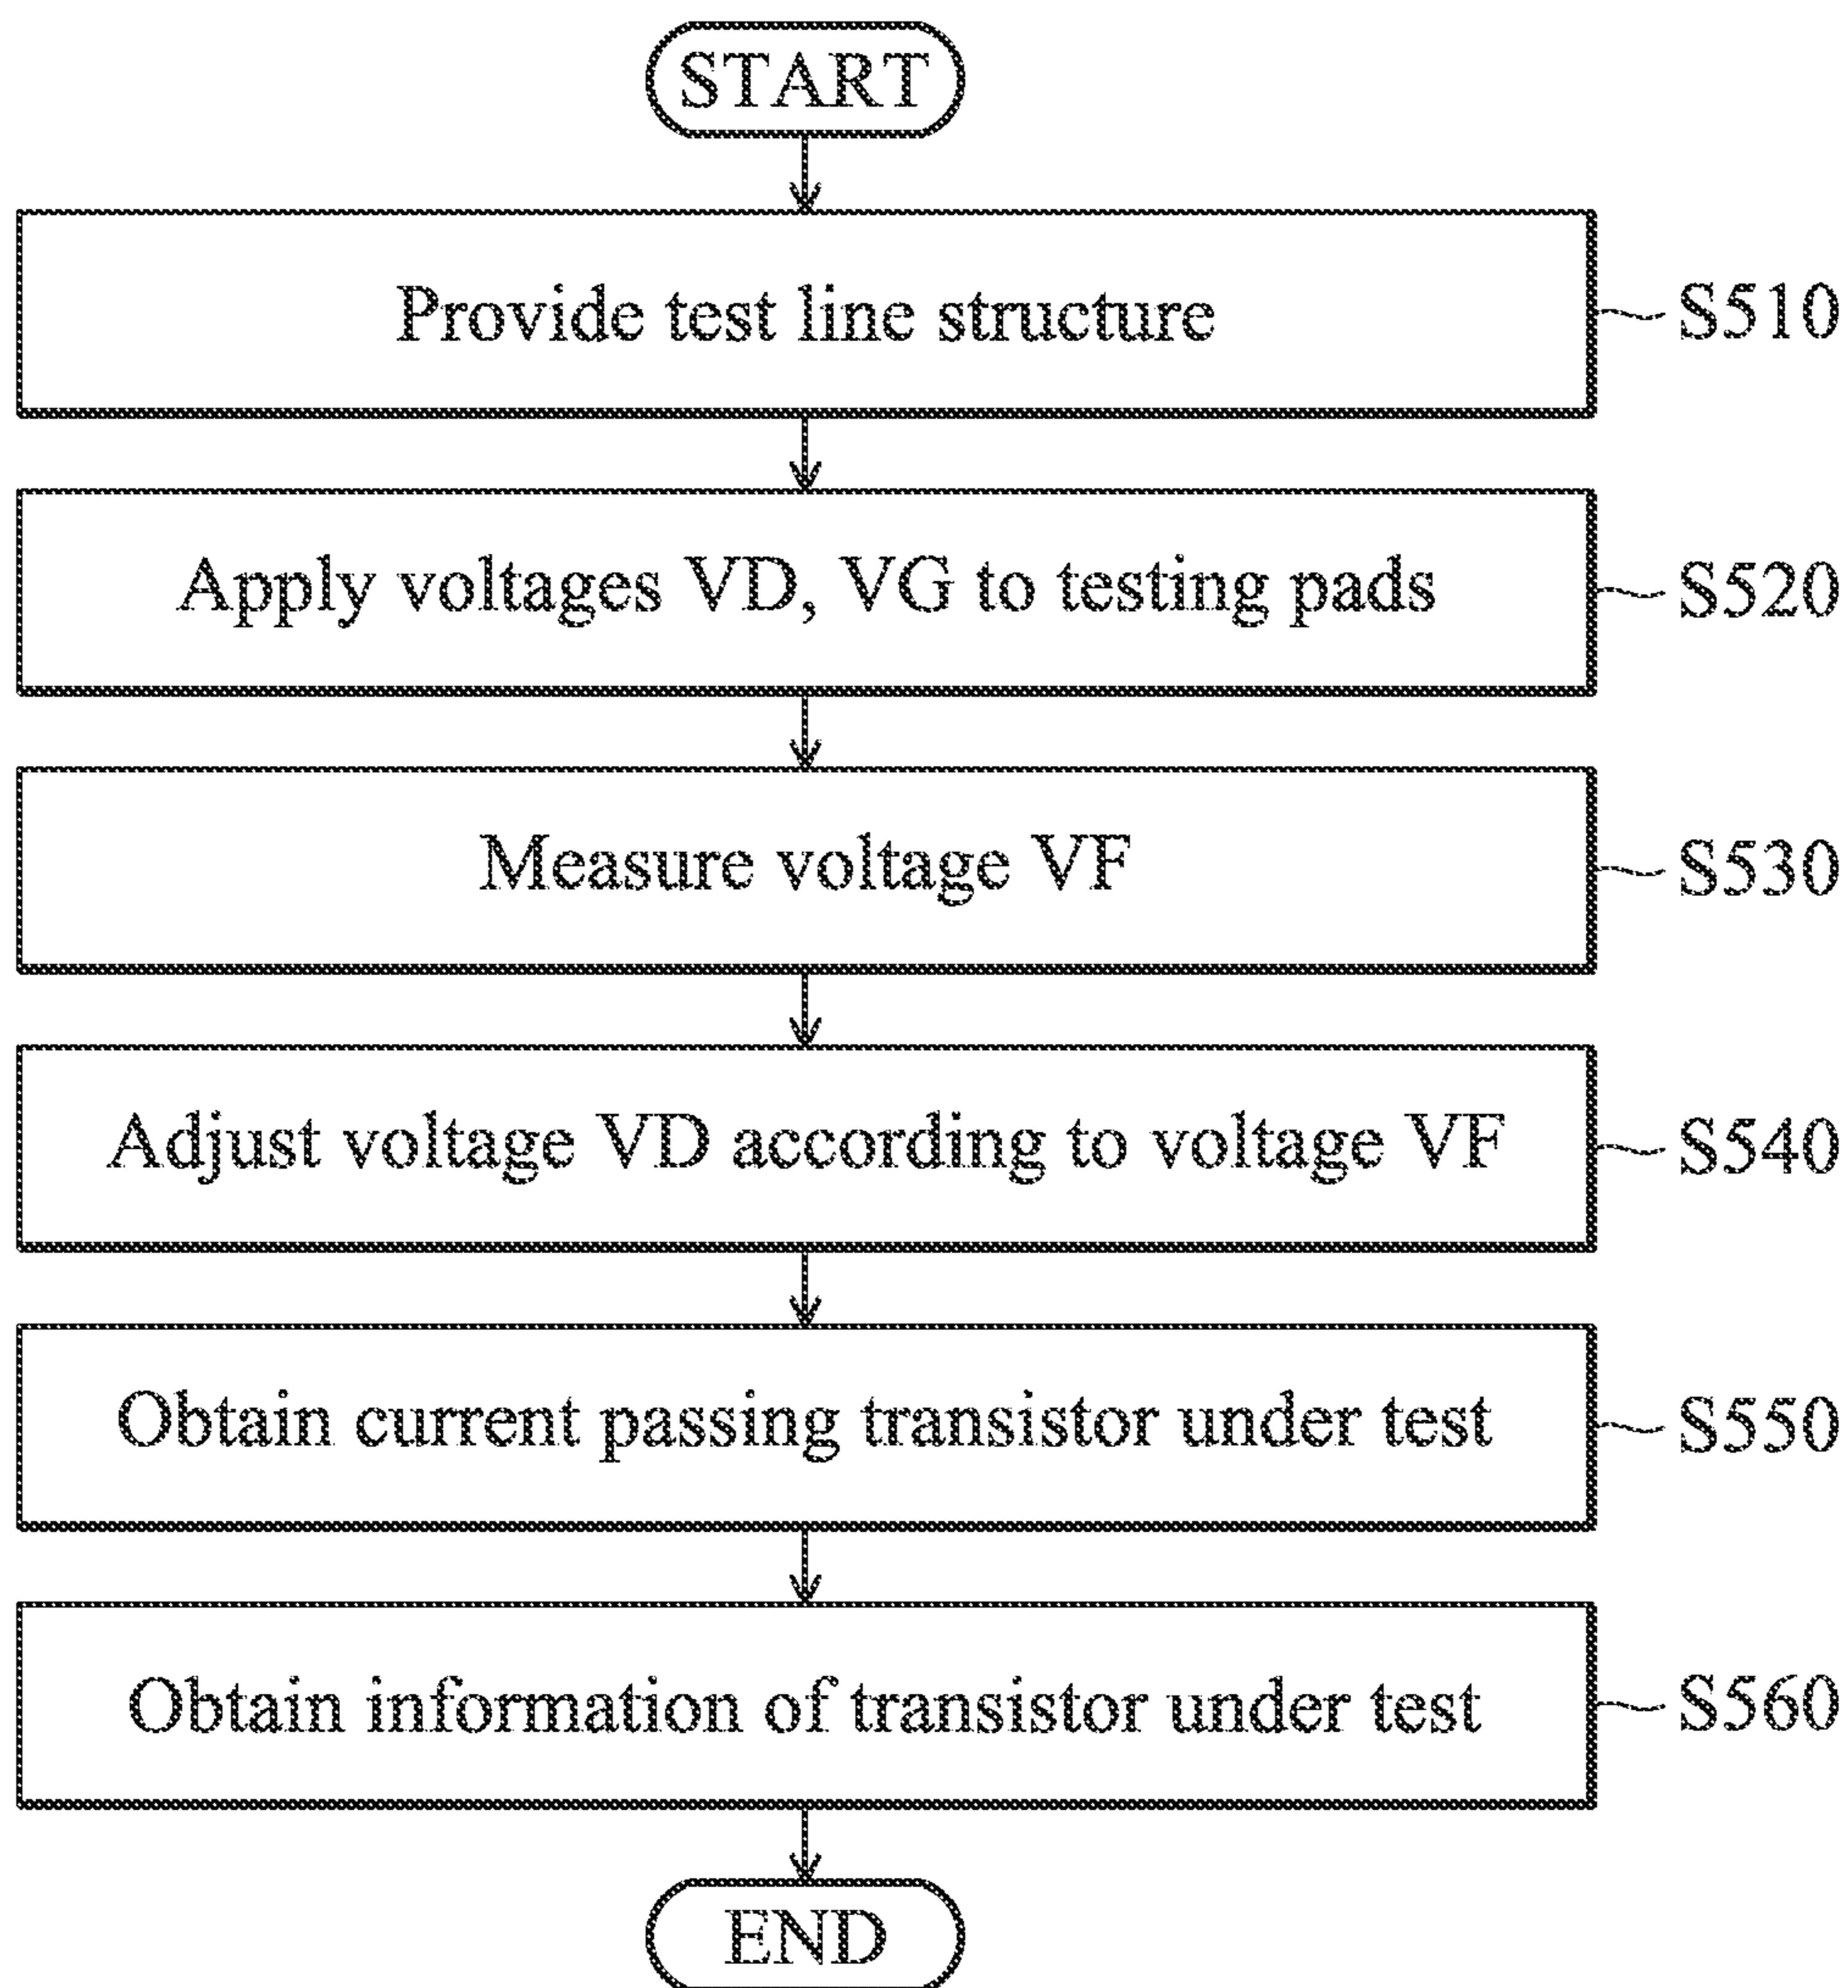 START
Provide test line structure
S510
Apply voltages VD, VG to testing pads
S520
Measure voltage VF
S530
Adjust voltage VD according to voltage VF
S540
Obtain current passing transistor under test
S550
Obtain information of transistor under test
S560
END